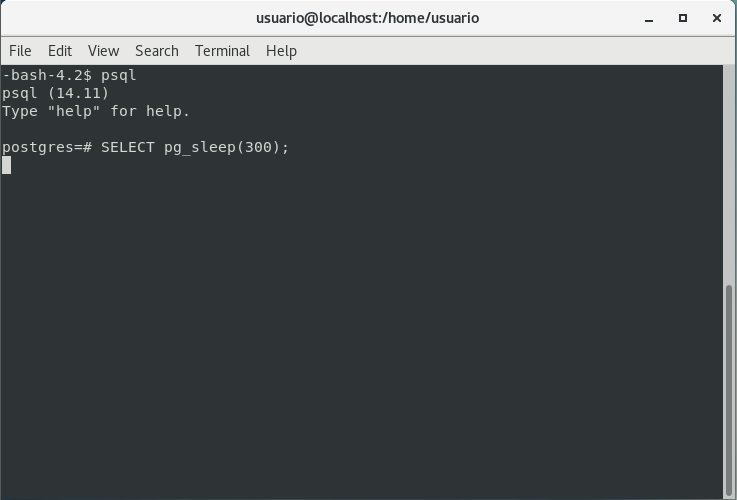 usuario@localhost:/home/usuario
File Edit View Search Terminal Help
-bash-4.2$ psql
psql (14.11)
Type "help" for help.
postgres=# SELECT pg_sleep(300);